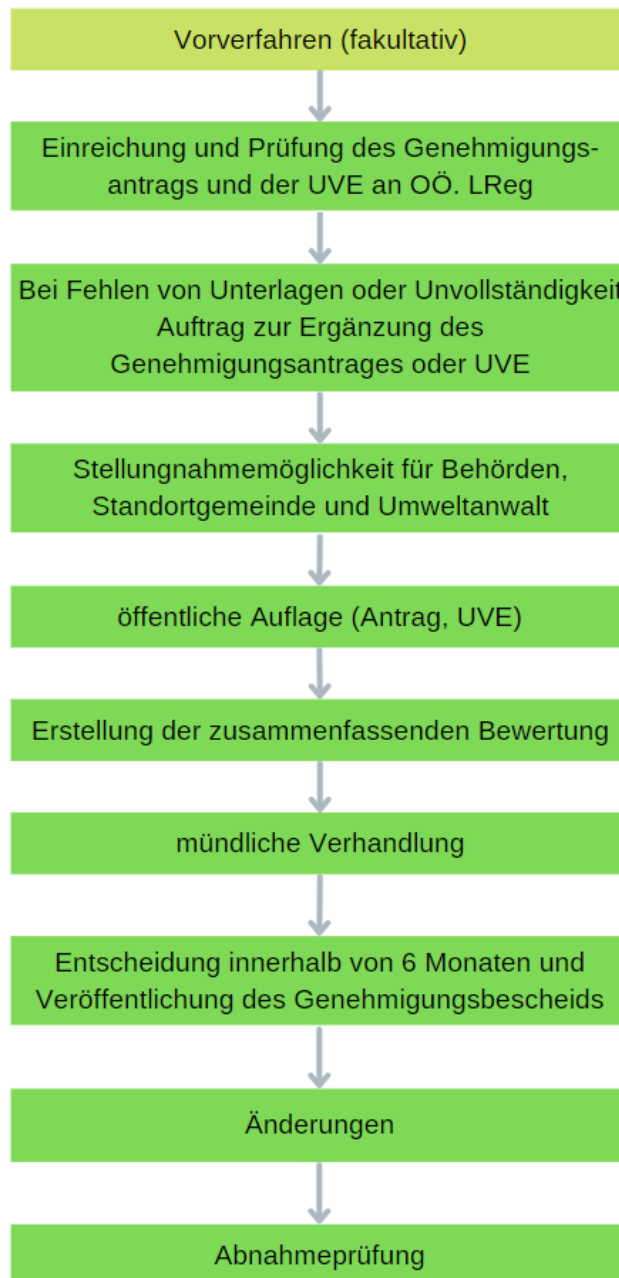 Vorverfahren (fakultativ)
Einreichung und Prüfung des Genehmigungs-
antrags und der UVE an OÖ. LReg
Bei Fehlen von Unterlagen oder Unvollständigkeit
Auftrag zur Ergänzung des
Genehmigungsantrages oder UVE
Stellungnahmemöglichkeit für Behörden,
Standortgemeinde und Umweltanwalt
öffentliche Auflage (Antrag, UVE)
Erstellung der zusammenfassenden Bewertung
mündliche Verhandlung
Entscheidung innerhalb von 6 Monaten und
Veröffentlichung des Genehmigungsbescheids
Änderungen
Abnahmeprüfung